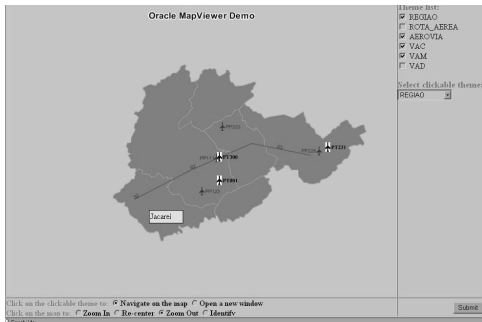 Oracle MapViewer Demo
Theme list:
REGIAO
ROTA_AEREA
AEROVIA
VAC
VAM
VAD
Select clickable theme:
REGIAO
PT300
PT231
PT801
Jacarei
Click on the clickable theme to: Navigate on the map Open a new window
Click on the map to: Zoom In Re-center Zoom Out Identify
Submit